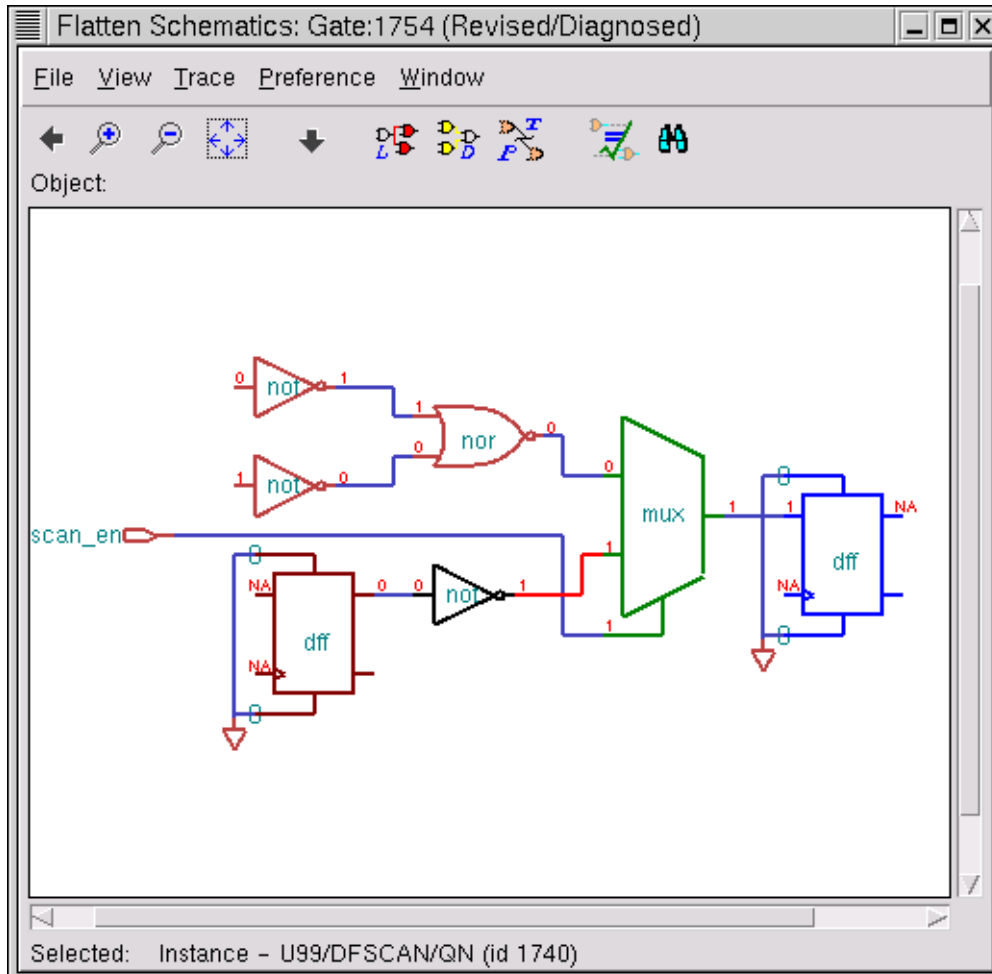 Flatten Schematics: Gate:1754 (Revised/Diagnosed)
File View Trace Preference Window
L D T P
Object:
0 not 1
1 nor 0
1 not 0 0
0 mux 1 1 dff NA
0
scan_en
0 1
NA 0 0 not 1 NA
dff 1 0
NA
0
Selected: Instance - U99/DFSCAN/QN (id 1740)